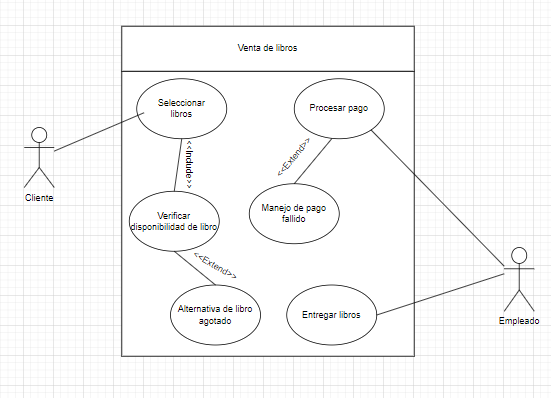 Venta de libros
Seleccionar
libros
Procesar pago
<<Include>>
<<Extend>>
Cliente
Verificar
disponibilidad de libro
Manejo de pago
fallido
<<Extend>>
Alternativa de libro
agotado
Entregar libros
Empleado